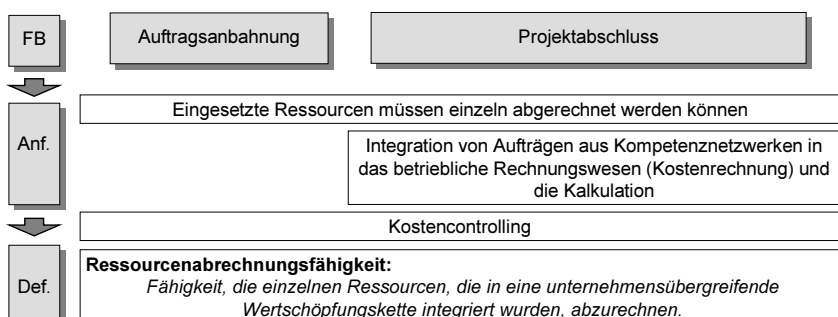 FB
Auftragsanbahnung
Projektabschluss
Anf.
Eingesetzte Ressourcen müssen einzeln abgerechnet werden können
Integration von Aufträgen aus Kompetenznetzwerken in
das betriebliche Rechnungswesen (Kostenrechnung) und
die Kalkulation
Kostencontrolling
Def.
Ressourcenabrechnungsfähigkeit:
Fähigkeit, die einzelnen Ressourcen, die in eine unternehmensübergreifende
Wertschöpfungskette integriert wurden, abzurechnen.